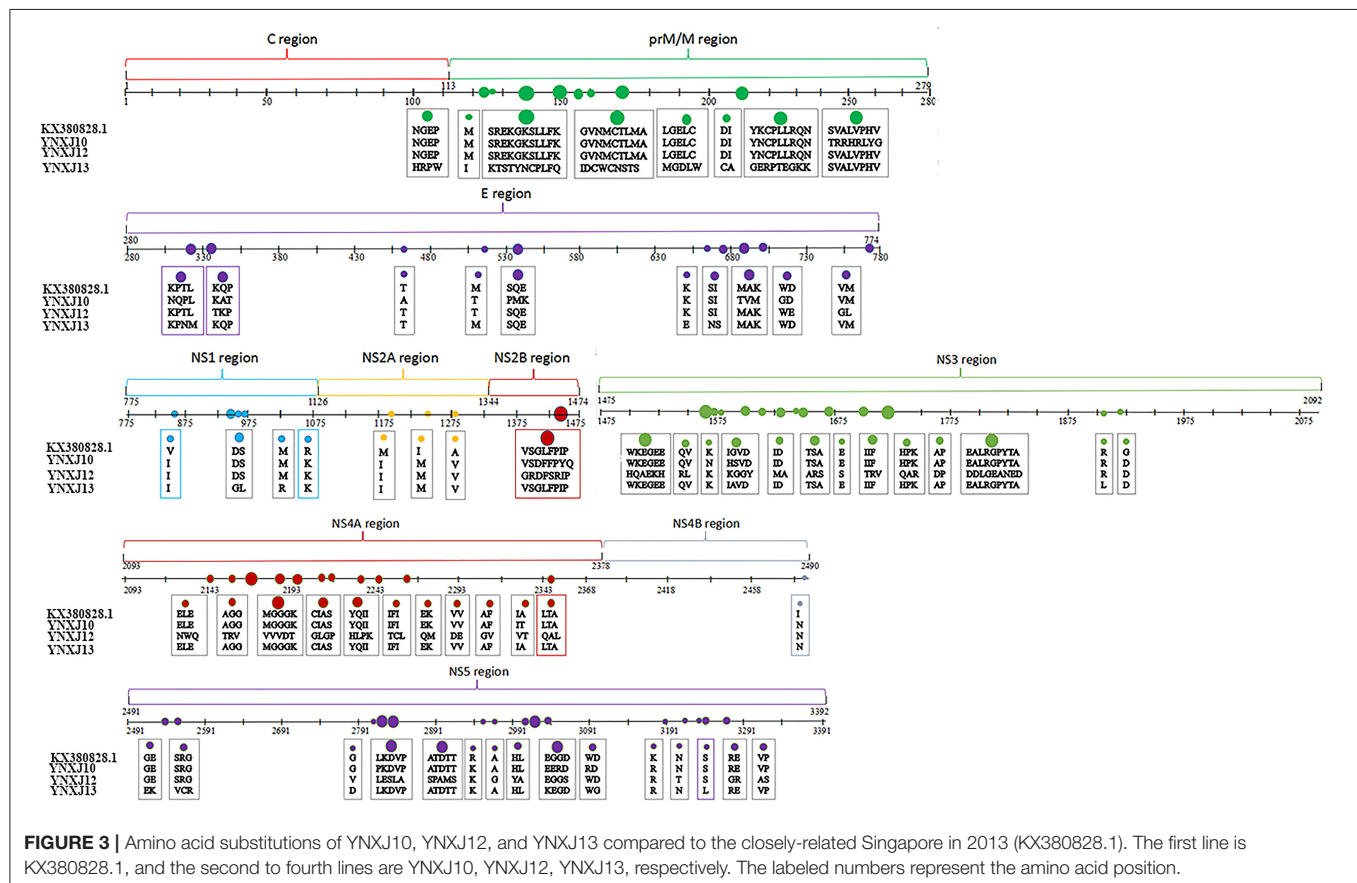 C region prM/M region
113 279
1 50 100 150 200 250 280
KX380828.1 NGEP M SREKGKSLLFK GVNMCTLMA LGELC DI YKCPLLRQN SVALVPHV
YNXJ10 NGEP M SREKGKSLLFK GVNMCTLMA LGELC DI YNCPLLRQN TRRHRLYG
YNXJ12 NGEP M SREKGKSLLFK GVNMCTLMA LGELC DI YNCPLLRQN SVALVPHV
YNXJ13 HRPW I KTSTYNCPLFQ IDCWCNSTS MGDLW CA GERPTEGKK SVALVPHV
E region
280 774
280 330 380 430 480 530 580 630 680 730 780
KX380828.1 KPTL KQP T M SQE K SI MAK WD VM
YNXJ10 NQPL KAT A T PMK K SI TVM GD VM
YNXJ12 KPTL TKP T T SQE K SI MAK WE GL
YNXJ13 KPNM KQP T M SQE E NS MAK WD VM
NS1 region NS2A region NS2B region NS3 region
775 1126 1344 1474 1475 2092
775 875 975 1075 1175 1275 1375 1475 1475 1575 1675 1775 1875 1975 2075
KX380828.1 V DS M R M I A VSGLFPIP WKEGEE QV K IGVD ID TSA E IIF HPK AP EALRGPYTA R G
YNXJ10 I DS M K I M V VSDFFPYQ WKEGEE QV N HSVD ID TSA E IIF HPK AP EALRGPYTA R D
YNXJ12 I DS M K I M V GRDFSRIP HQAEKH RL K KGGY MA ARS S TRV QAR DP DDLGEANED R D
YNXJ13 I GL R K I M V VSGLFPIP WKEGEE QV K IAVD ID TSA E IIF HPK AP EALRGPYTA L D
NS4A region NS4B region
2093 2378 2490
2093 2143 2193 2243 2293 2343 2368 2418 2458
KX380828.1 ELE AGG MGGGK CIAS YQII IFI EK VV AF IA LTA I
YNXJ10 ELE AGG MGGGK CIAS YQII IFI EK VV AF IT LTA N
YNXJ12 NWQ TRV VVVDT GLGP HLPK TCL QM DE GV VT QAL N
YNXJ13 ELE AGG MGGGK CIAS YQII IFI EK VV AF IA LTA N
NS5 region
2491 3392
2491 2591 2691 2791 2891 2991 3091 3191 3291 3391
KX380828.1 GE SRG G LKDVP ATDTT R A HL EGGD WD K N S RE VP
YNXJ10 GE SRG G PKDVP ATDTT K A HL EERD RD R N S RE VP
YNXJ12 GE SRG V VLESLA SPAMS K G YA EGGS WD R T S GR AS
YNXJ13 EK VCR D LKDVP ATDTT K A HL KEGD WG R N L RE VP
FIGURE 3 | Amino acid substitutions of YNXJ10, YNXJ12, and YNXJ13 compared to the closely-related Singapore in 2013 (KX380828.1). The first line is
KX380828.1, and the second to fourth lines are YNXJ10, YNXJ12, YNXJ13, respectively. The labeled numbers represent the amino acid position.